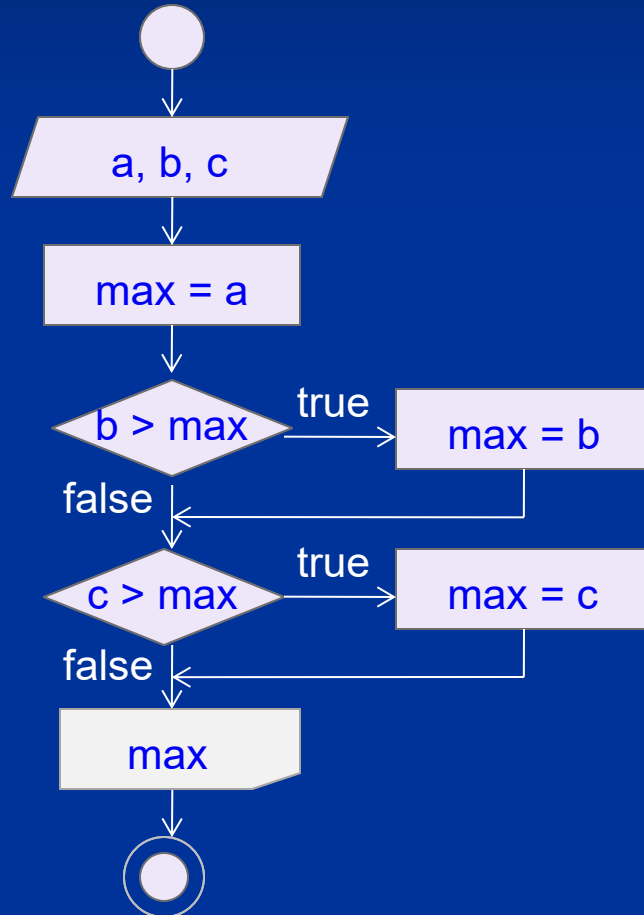 a, b, c
max = a
b > max
true
max = b
false
c > max
true
max = c
false
max